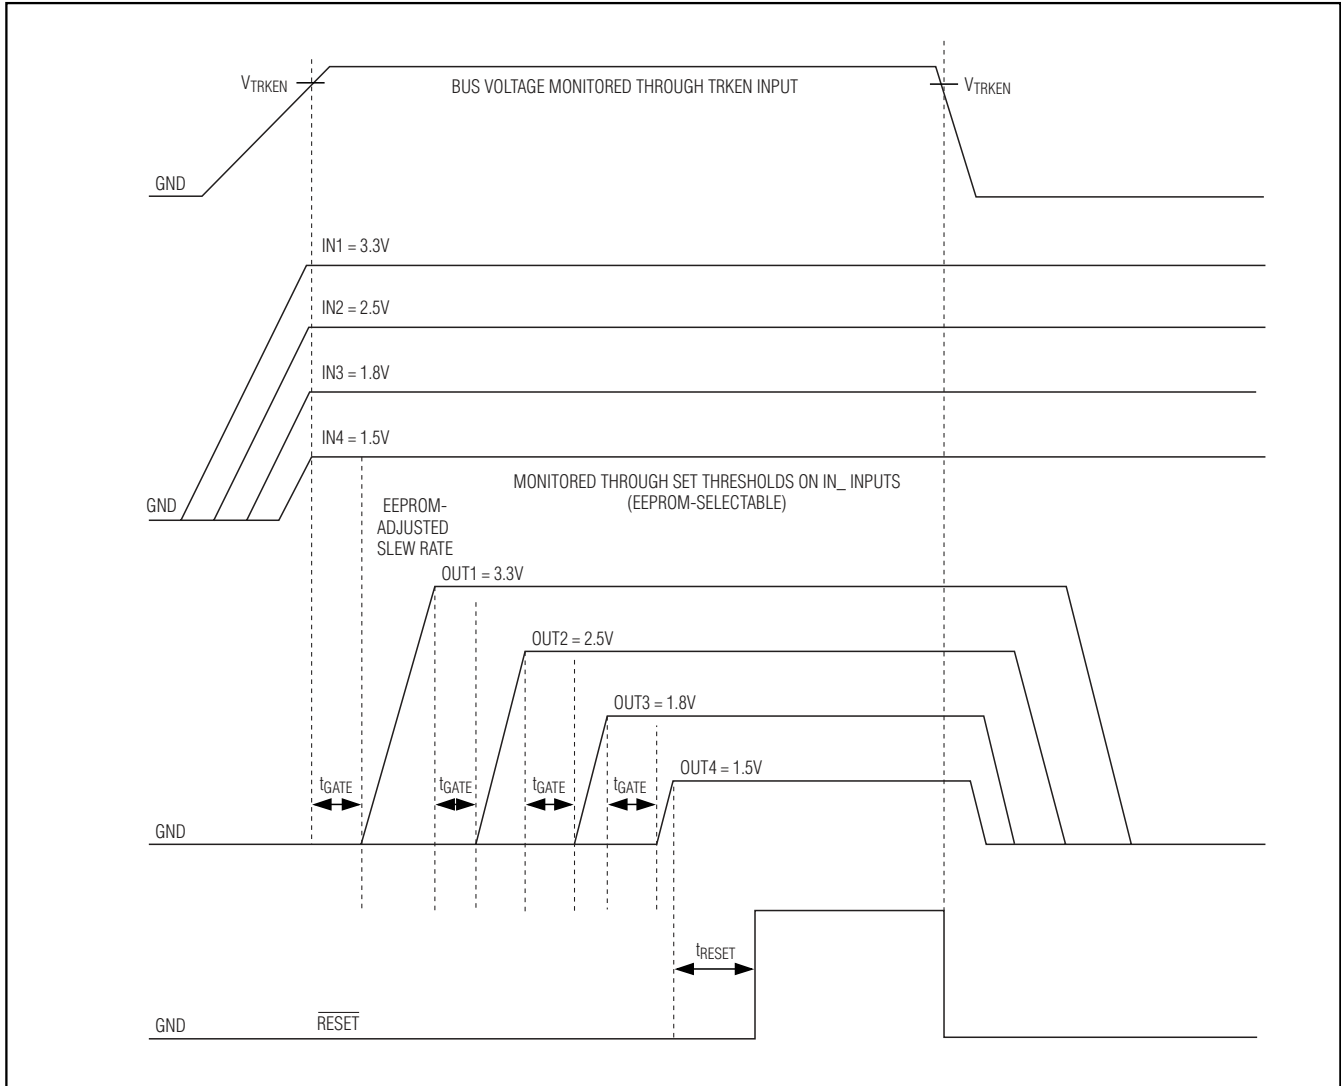 VTRKEN
BUS VOLTAGE MONITORED THROUGH TRKEN INPUT
VTRKEN
GND
IN1 = 3.3V
IN2 = 2.5V
IN3 = 1.8V
IN4 = 1.5V
MONITORED THROUGH SET THRESHOLDS ON IN_ INPUTS
(EEPROM-SELECTABLE)
GND
EEPROM-
ADJUSTED
SLEW RATE
OUT1 = 3.3V
OUT2 = 2.5V
OUT3 = 1.8V
OUT4 = 1.5V
tGATE
tGATE
tGATE
tGATE
GND
tRESET
GND
RESET